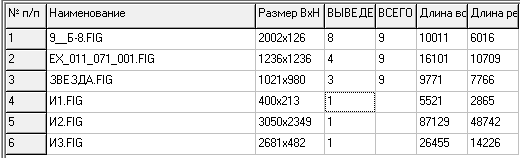 № п/п Наименование Размер ВхН ВЫВЕДЕ ВСЕГО Длина вс Длина ре
1 9__Б-8.FIG 2002x126 8 9 10011 6016
2 EX_011_071_001.FIG 1236x1236 4 9 16101 10709
3 ЗВЕЗДА.FIG 1021x980 3 9 9771 7766
4 И1.FIG 400x213 1 5521 2865
5 И2.FIG 3050x2349 1 87129 48742
6 И3.FIG 2681x482 1 26455 14226